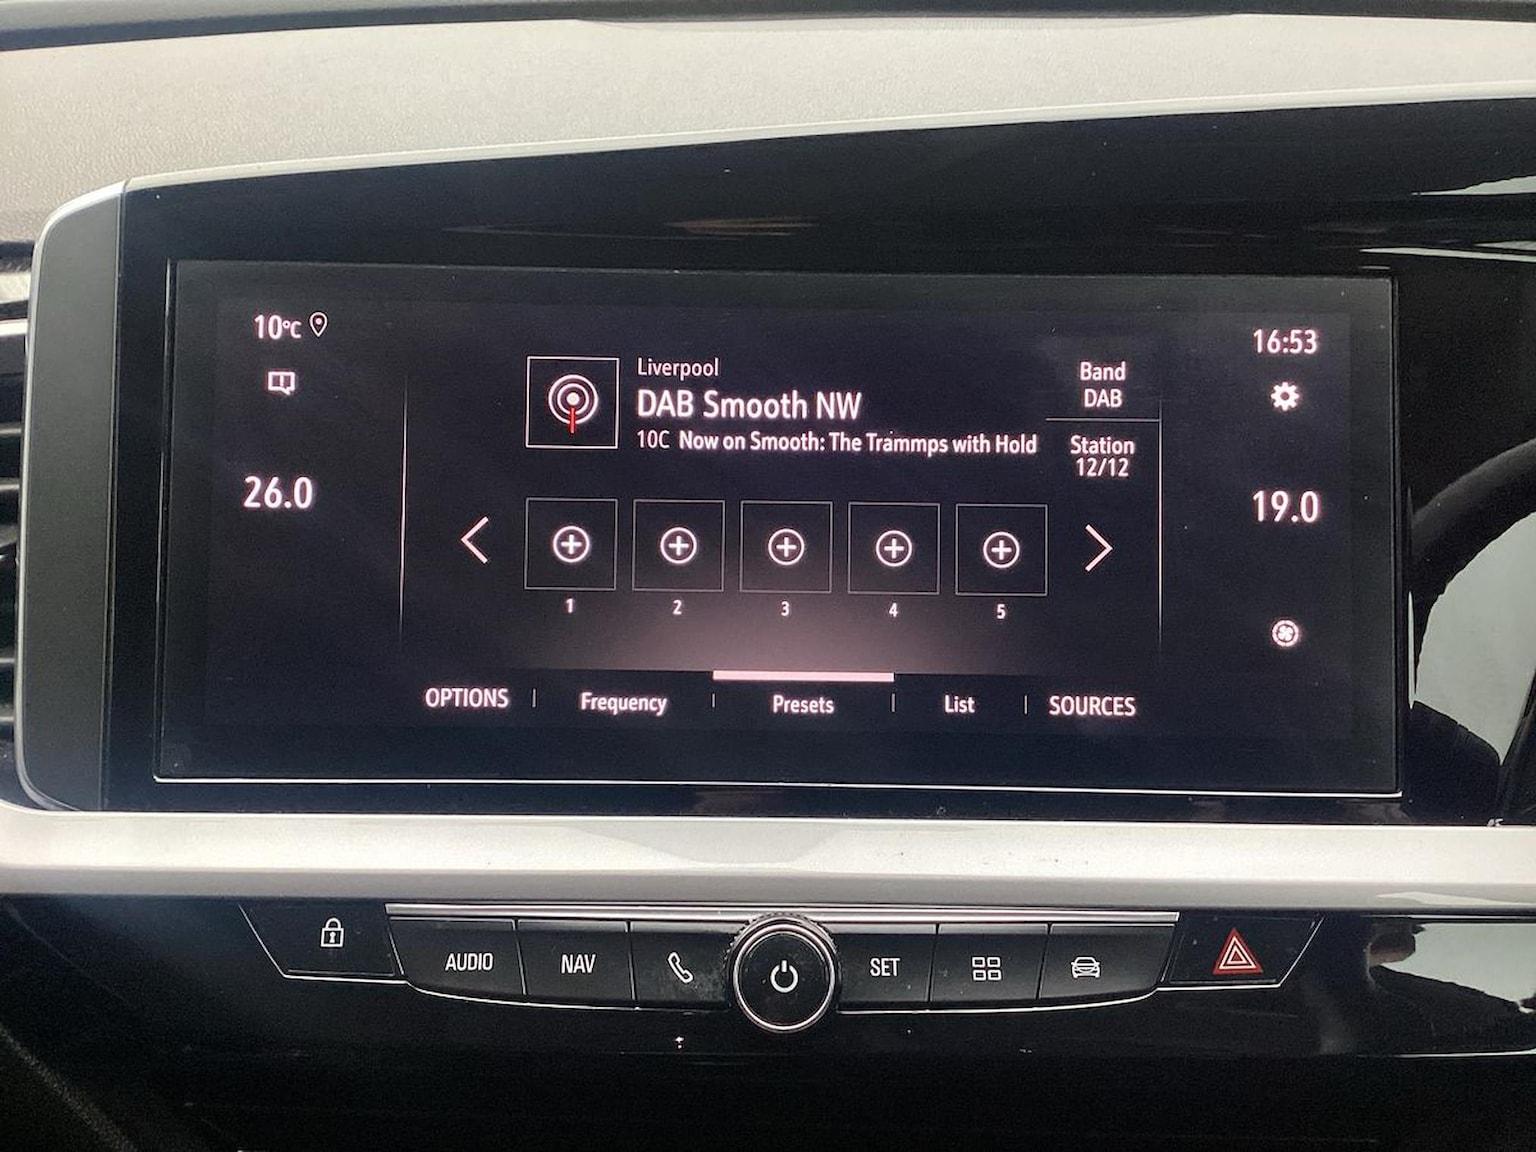 10°C
16:53
Liverpool
DAB Smooth NW
10C Now on Smooth: The Trammps with Hold
Band
DAB
Station
12/12
26.0
19.0
1 2 3 4 5
OPTIONS Frequency Presets List SOURCES
AUDIO NAV SET